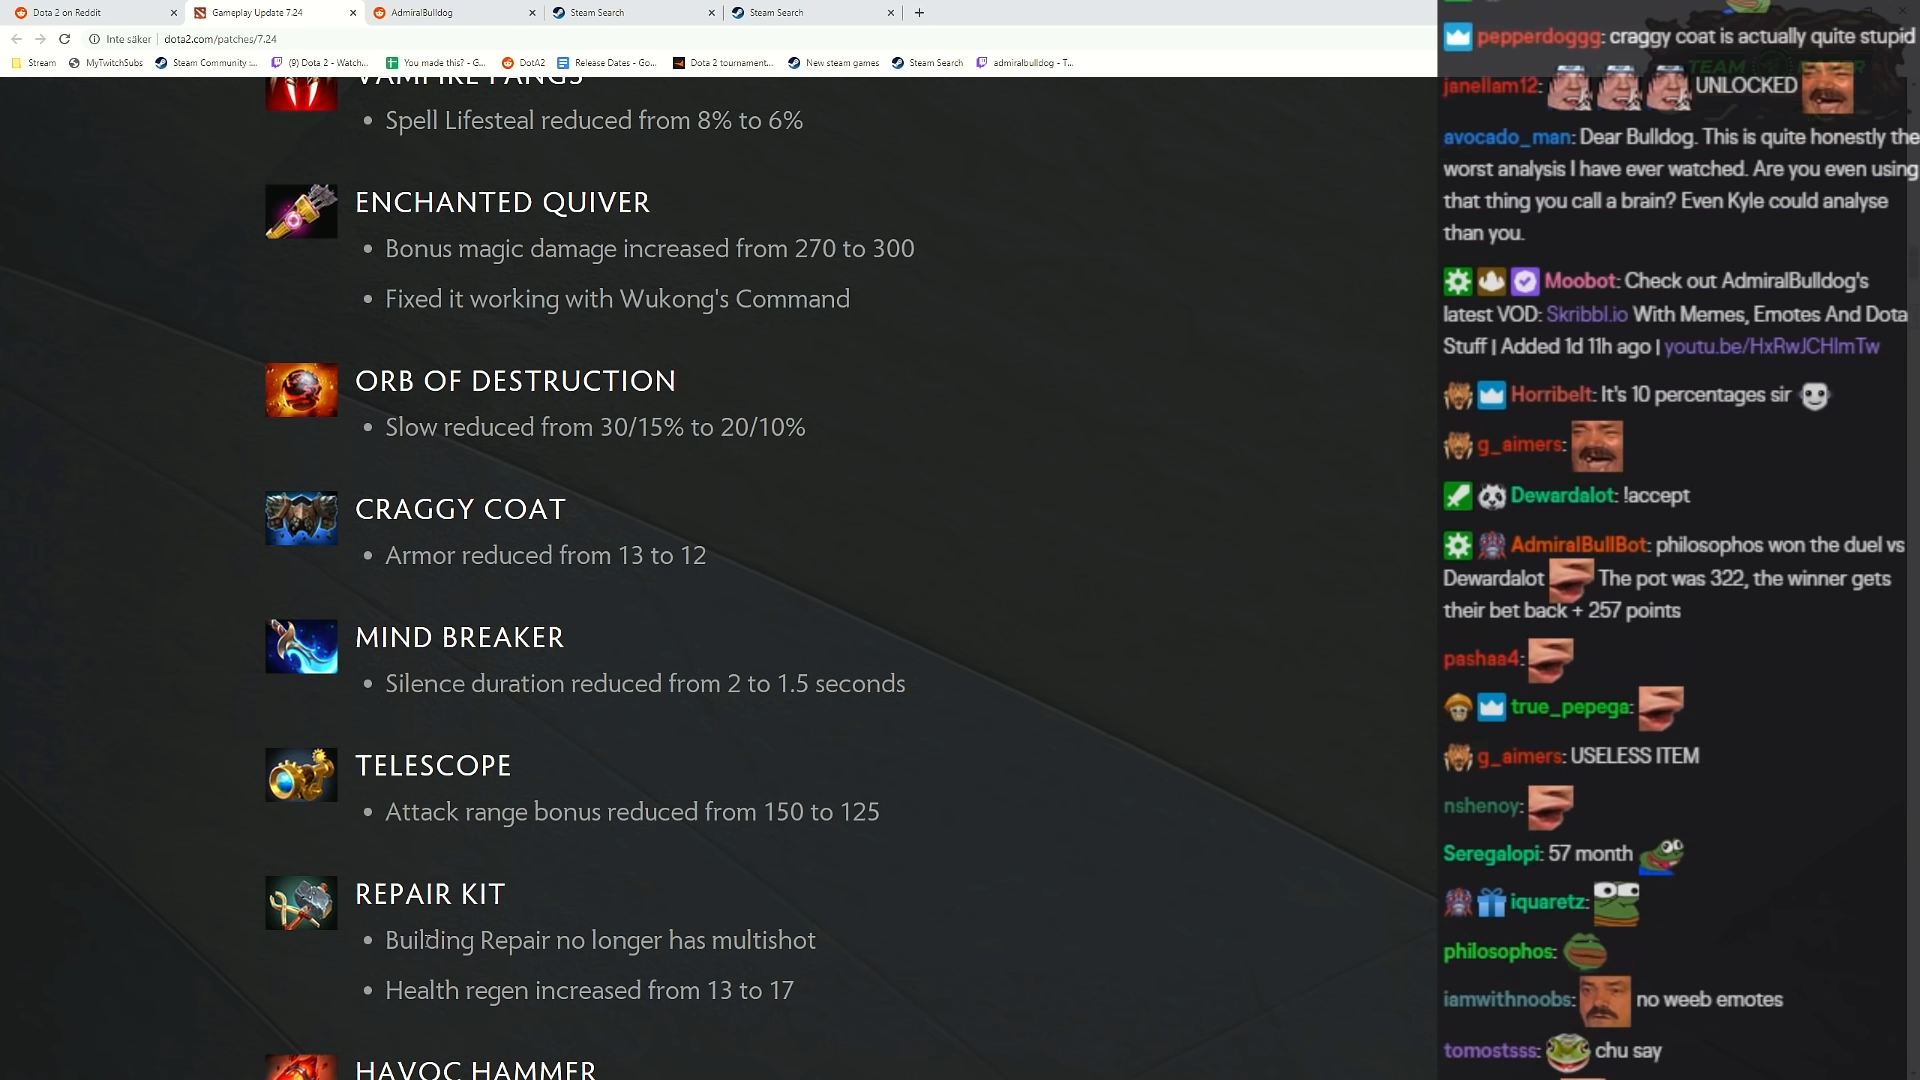 Dota 2 on Reddit
Gameplay Update 7.24
AdmiralBulldog
Steam Search
Steam Search
Inte säker
dota2.com/patches/7.24
Stream
MyTwitchSubs
Steam Community :...
(9) Dota 2 - Watch...
You made this? - G...
DotA2
Release Dates - Go...
Dota 2 tournament...
New steam games
Steam Search
admiralbulldog - T...
VAMPIRE FANGS
• Spell Lifesteal reduced from 8% to 6%
ENCHANTED QUIVER
• Bonus magic damage increased from 270 to 300
• Fixed it working with Wukong's Command
ORB OF DESTRUCTION
• Slow reduced from 30/15% to 20/10%
CRAGGY COAT
• Armor reduced from 13 to 12
MIND BREAKER
• Silence duration reduced from 2 to 1.5 seconds
TELESCOPE
• Attack range bonus reduced from 150 to 125
REPAIR KIT
• Building Repair no longer has multishot
• Health regen increased from 13 to 17
HAVOC HAMMER
pepperdoggg: craggy coat is actually quite stupid
TEAM
janellam12: UNLOCKED
avocado_man: Dear Bulldog. This is quite honestly the
worst analysis I have ever watched. Are you even using
that thing you call a brain? Even Kyle could analyse
than you.
Moobot: Check out AdmiralBulldog's
latest VOD: Skribbl.io With Memes, Emotes And Dota
Stuff | Added 1d 11h ago | youtu.be/HxRwJCHImTw
Horribelt: It's 10 percentages sir
g_aimers:
Dewardalot: !accept
AdmiralBullBot: philosophos won the duel vs
Dewardalot The pot was 322, the winner gets
their bet back + 257 points
pashaa4:
true_pepega:
g_aimers: USELESS ITEM
nshenoy:
Seregalopi: 57 month
iquaretz:
philosophos:
iamwithnoobs: no weeb emotes
tomostsss: chu say